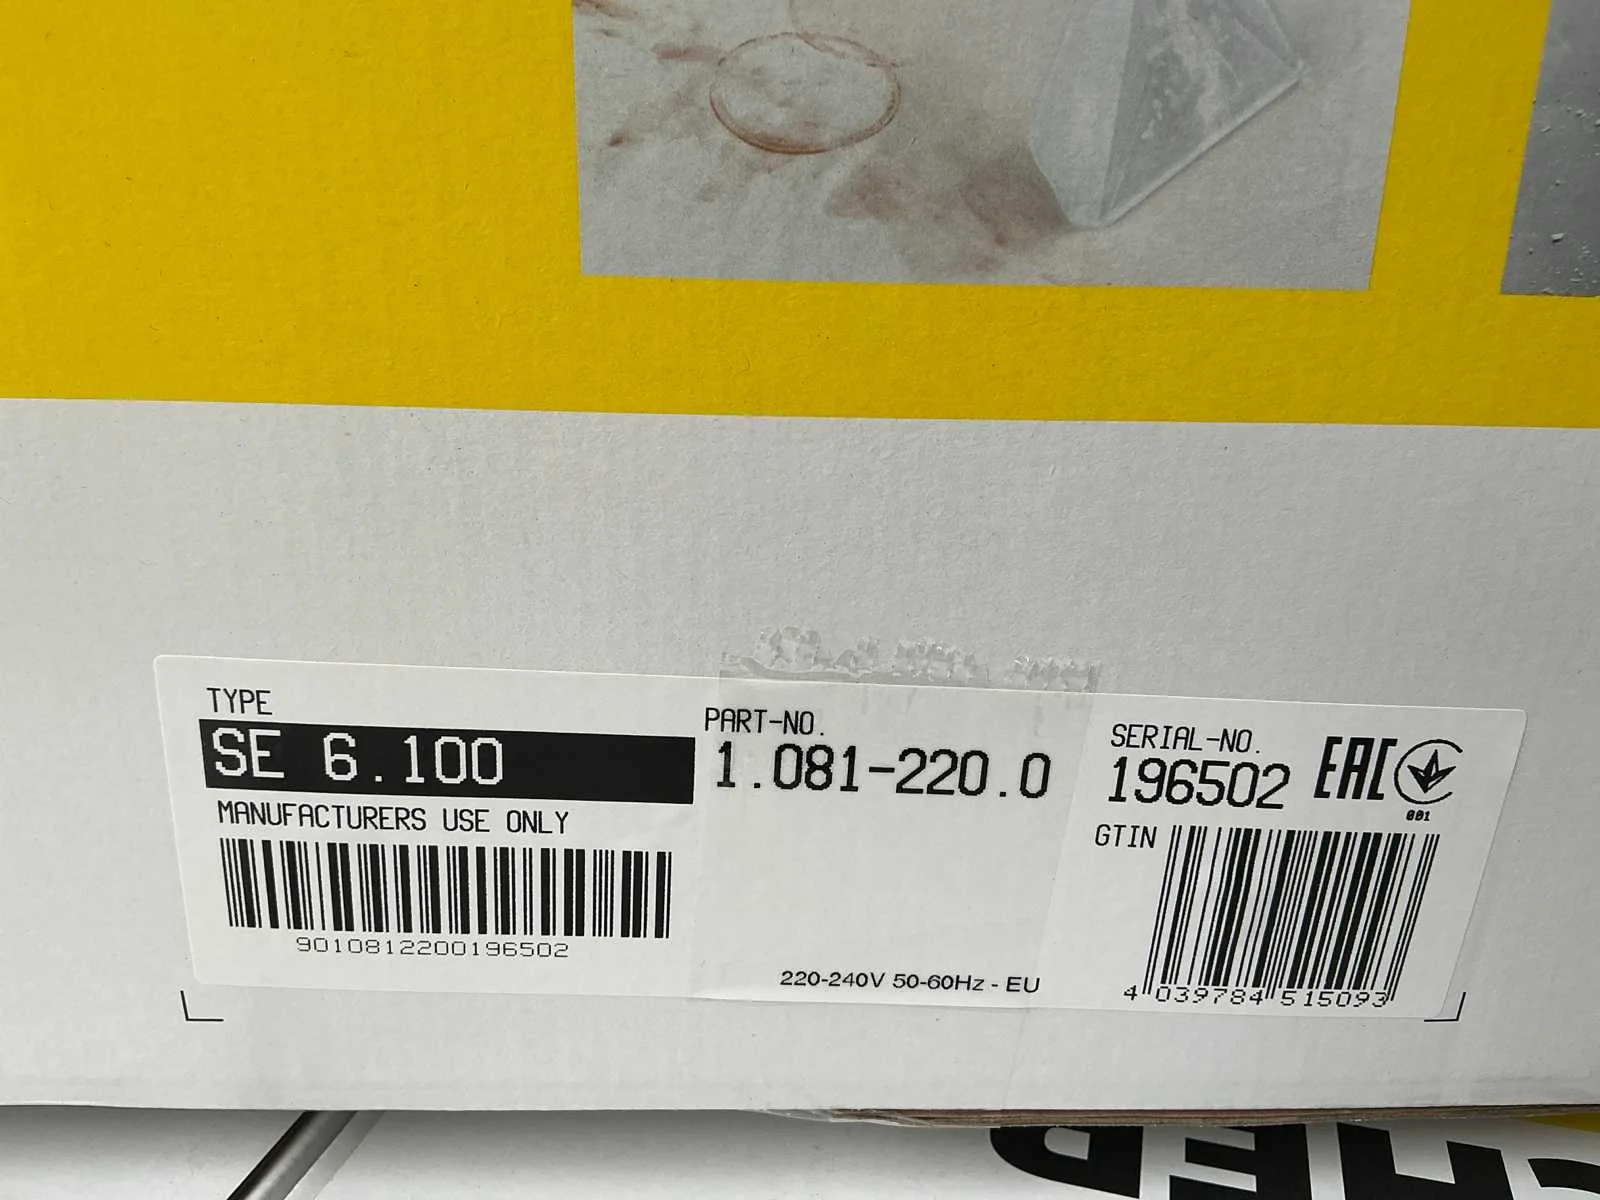 TYPE
SE 6.100
MANUFACTURERS USE ONLY
9010812200196502
PART-NO.
1.081-220.0
220-240V 50-60Hz - EU
SERIAL-NO.
196502
EAC
001
GTIN
4 039784 515093